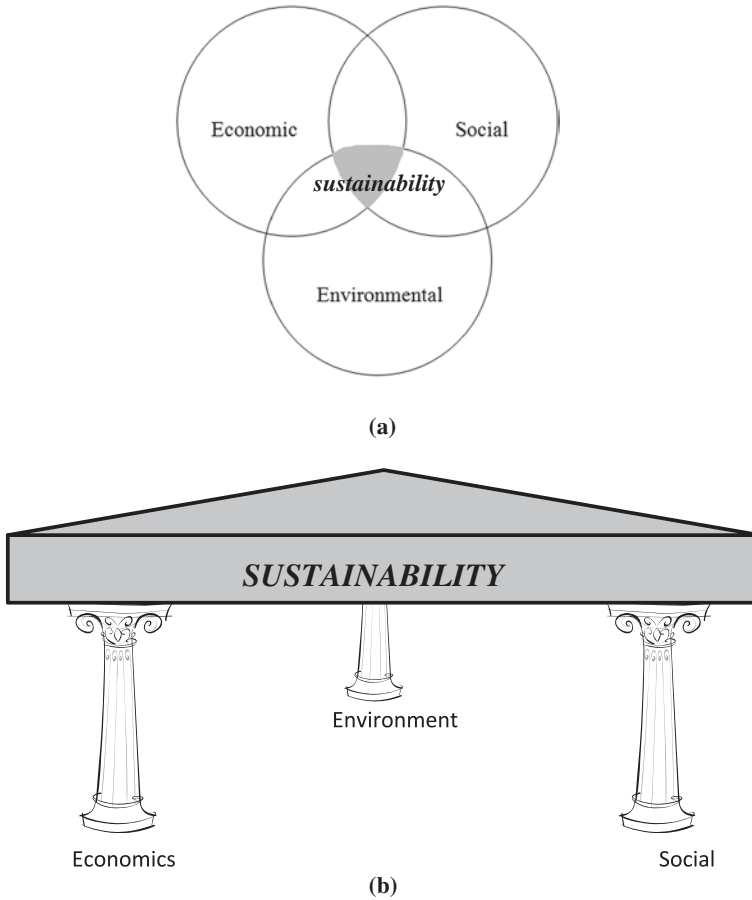 Economic
Social
sustainability
Environmental
(a)
SUSTAINABILITY
Environment
Economics
Social
(b)